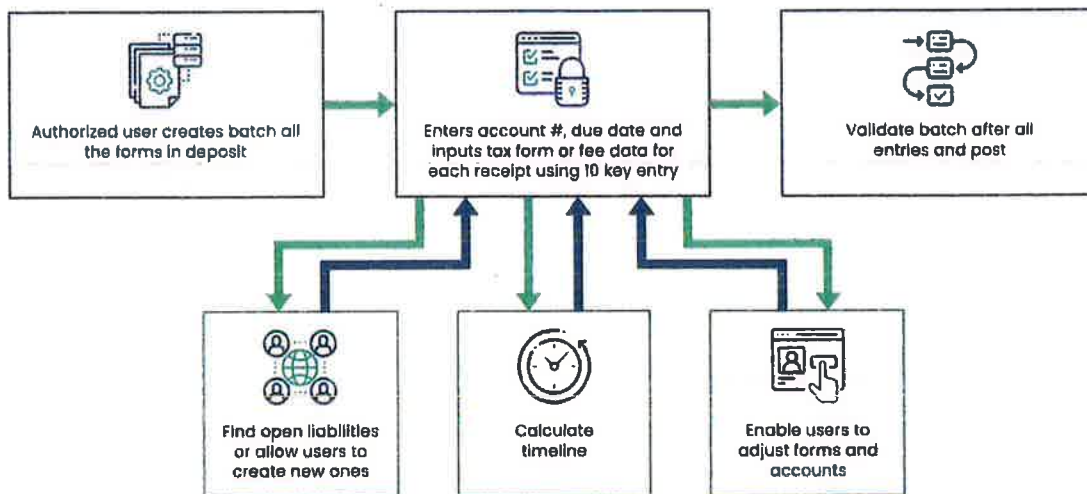 Authorized user creates batch all
the forms in deposit
Enters account #, due date and
inputs tax form or fee data for
each receipt using 10 key entry
Validate batch after all
entries and post
Find open liabilities
or allow users to
create new ones
Calculate
timeline
Enable users to
adjust forms and
accounts